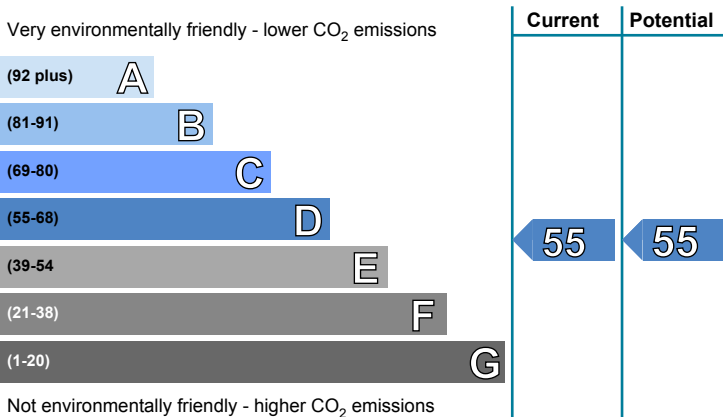 Current Potential
Very environmentally friendly - lower CO2 emissions
(92 plus) A
(81-91) B
(69-80) C
(55-68) D
55 55
(39-54 E
(21-38) F
(1-20) G
Not environmentally friendly - higher CO2 emissions